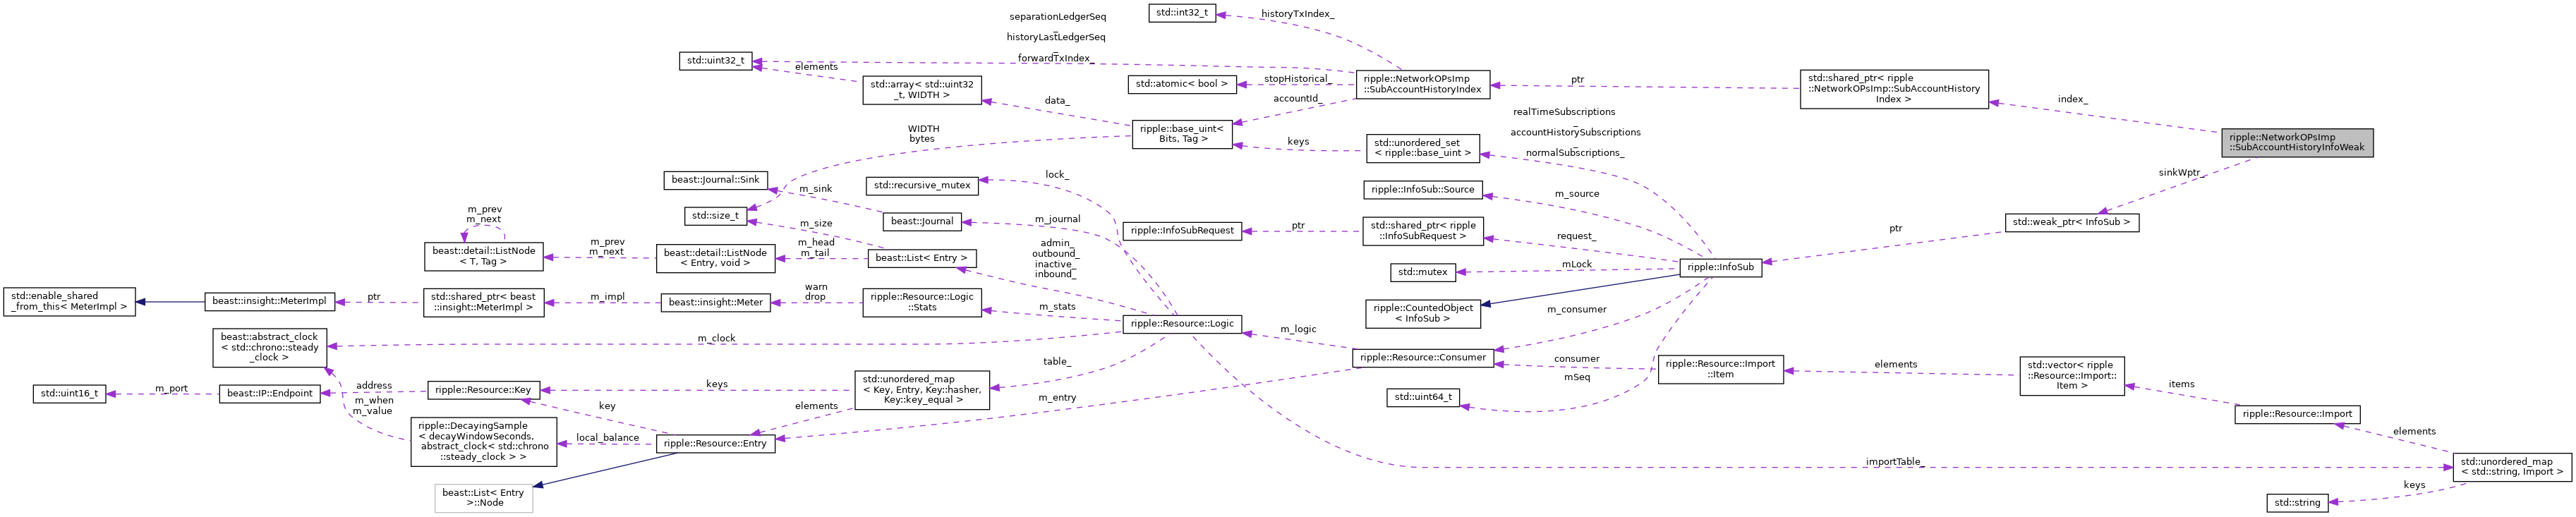 separationLedgerSeq
_
historyLastLedgerSeq
_
forwardTxIndex_
std::int32_t
historyTxIndex_
std::uint32_t
elements
std::array< std::uint32
_t, WIDTH >
std::atomic< bool >
stopHistorical_
accountId_
ripple::NetworkOPsImp
::SubAccountHistoryIndex
ptr
std::shared_ptr< ripple
::NetworkOPsImp::SubAccountHistory
Index >
index_
ripple::NetworkOPsImp
::SubAccountHistoryInfoWeak
sinkWptr_
data_
ripple::base_uint<
Bits, Tag >
WIDTH
bytes
keys
std::unordered_set
< ripple::base_uint >
realTimeSubscriptions
_
accountHistorySubscriptions
_
normalSubscriptions_
beast::Journal::Sink
m_sink
std::recursive_mutex
lock_
ripple::InfoSub::Source
m_source
std::size_t
m_size
beast::Journal
m_journal
ripple::InfoSubRequest
ptr
std::shared_ptr< ripple
::InfoSubRequest >
request_
std::weak_ptr< InfoSub >
ptr
m_prev
m_next
beast::detail::ListNode
< T, Tag >
m_prev
m_next
beast::detail::ListNode
< Entry, void >
m_head
m_tail
beast::List< Entry >
admin_
outbound_
inactive_
inbound_
std::mutex
mLock
ripple::InfoSub
std::enable_shared
_from_this< MeterImpl >
beast::insight::MeterImpl
ptr
std::shared_ptr< beast
::insight::MeterImpl >
m_impl
beast::insight::Meter
warn
drop
ripple::Resource::Logic
::Stats
m_stats
ripple::CountedObject
< InfoSub >
m_consumer
ripple::Resource::Logic
m_logic
beast::abstract_clock
< std::chrono::steady
_clock >
m_clock
ripple::Resource::Consumer
consumer
mSeq
ripple::Resource::Import
::Item
elements
std::vector< ripple
::Resource::Import::
Item >
items
table_
std::uint16_t
m_port
beast::IP::Endpoint
address
m_when
m_value
ripple::Resource::Key
keys
std::unordered_map
< Key, Entry, Key::hasher,
Key::key_equal >
m_entry
std::uint64_t
key
elements
ripple::Resource::Import
elements
ripple::DecayingSample
< decayWindowSeconds,
abstract_clock< std::chrono
::steady_clock > >
local_balance
ripple::Resource::Entry
importTable_
std::unordered_map
< std::string, Import >
beast::List< Entry
>::Node
keys
std::string